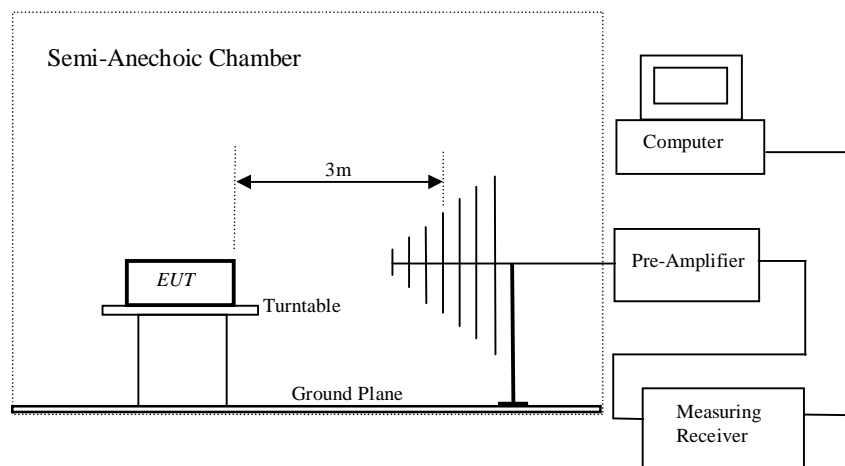 Semi-Anechoic Chamber
Computer
3m
Pre-Amplifier
EUT
Turntable
Ground Plane
Measuring
Receiver